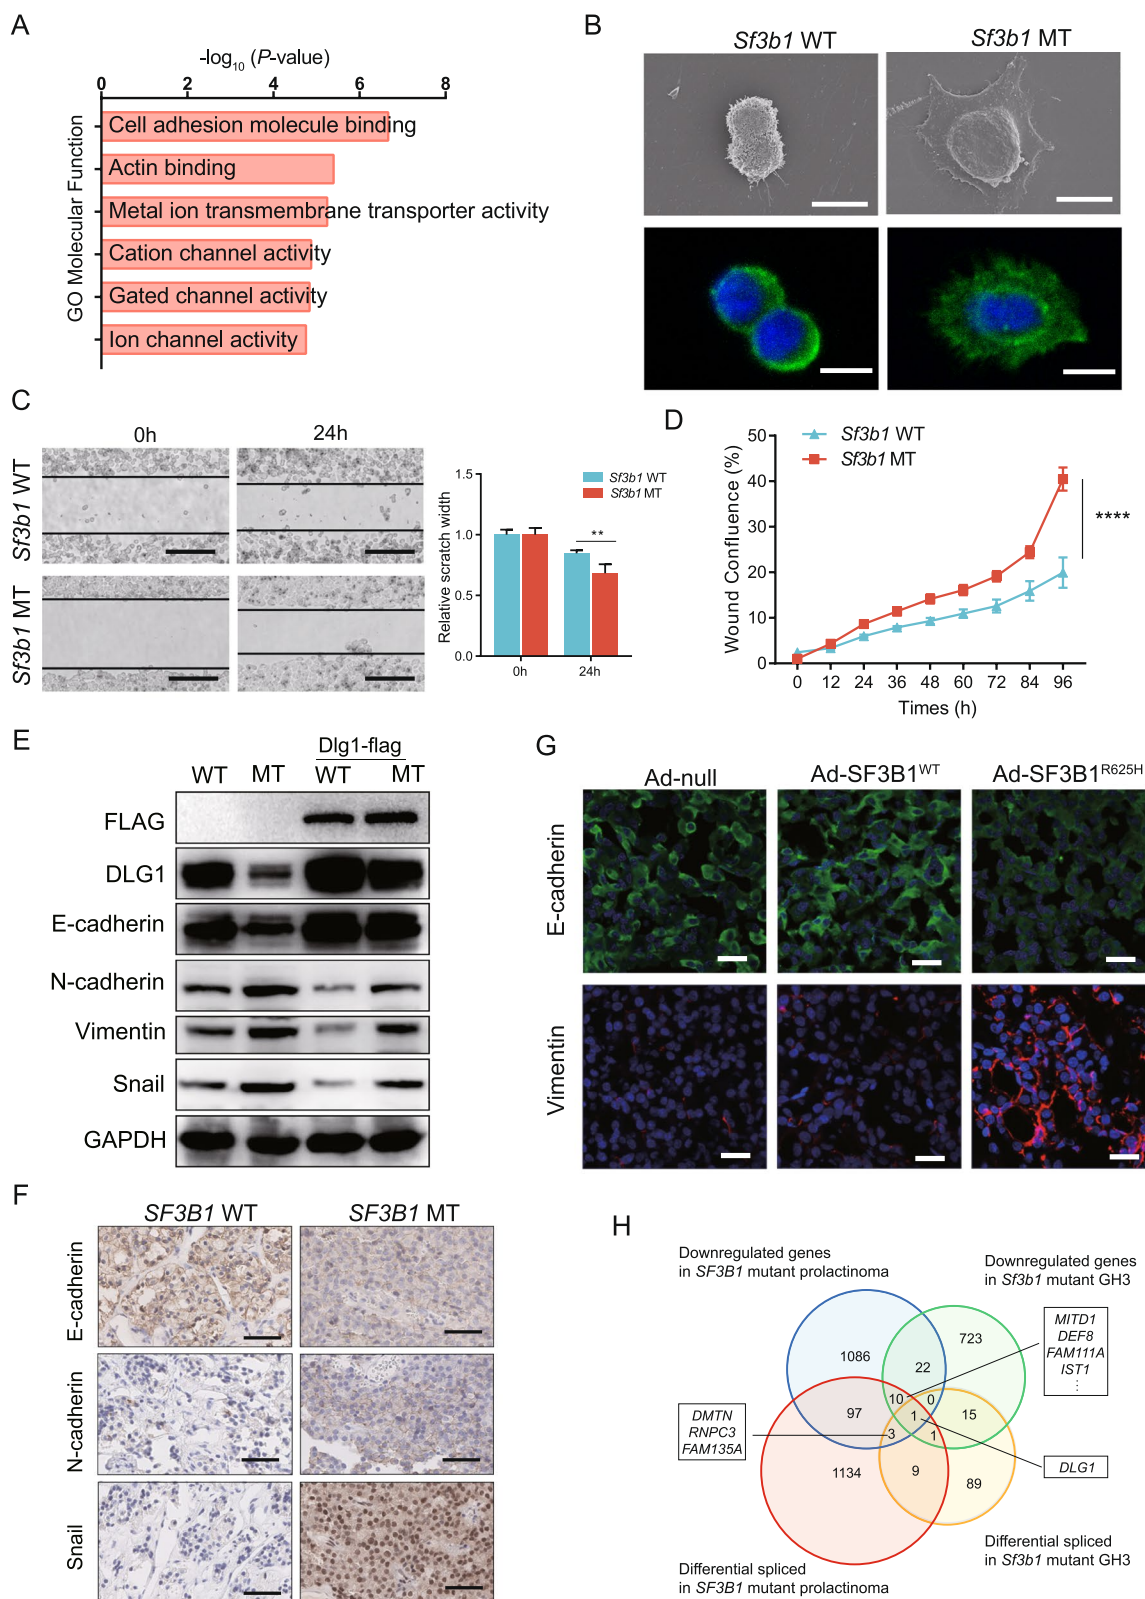 A
-log10 (P-value)
0 2 4 6 8
GO Molecular Function
Cell adhesion molecule binding
Actin binding
Metal ion transmembrane transporter activity
Cation channel activity
Gated channel activity
Ion channel activity
B
Sf3b1 WT Sf3b1 MT
C
0h 24h
Sf3b1 WT
Sf3b1 MT
Relative scratch width
1.5
1.0
0.5
0.0
Sf3b1 WT
Sf3b1 MT
**
0h 24h
D
Wound Confluence (%)
50
40
30
20
10
0
Sf3b1 WT
Sf3b1 MT
****
0 12 24 36 48 60 72 84 96
Times (h)
E
Dlg1-flag
WT MT WT MT
FLAG
DLG1
E-cadherin
N-cadherin
Vimentin
Snail
GAPDH
F
SF3B1 WT SF3B1 MT
E-cadherin
N-cadherin
Snail
G
Ad-null Ad-SF3B1WT Ad-SF3B1R625H
E-cadherin
Vimentin
H
Downregulated genes
in SF3B1 mutant prolactinoma
Downregulated genes
in Sf3b1 mutant GH3
1086
22
723
10
0
97
1
15
3
1
1134
9
89
MITD1
DEF8
FAM111A
IST1
⋮
DMTN
RNPC3
FAM135A
DLG1
Differential spliced
in SF3B1 mutant prolactinoma
Differential spliced
in Sf3b1 mutant GH3